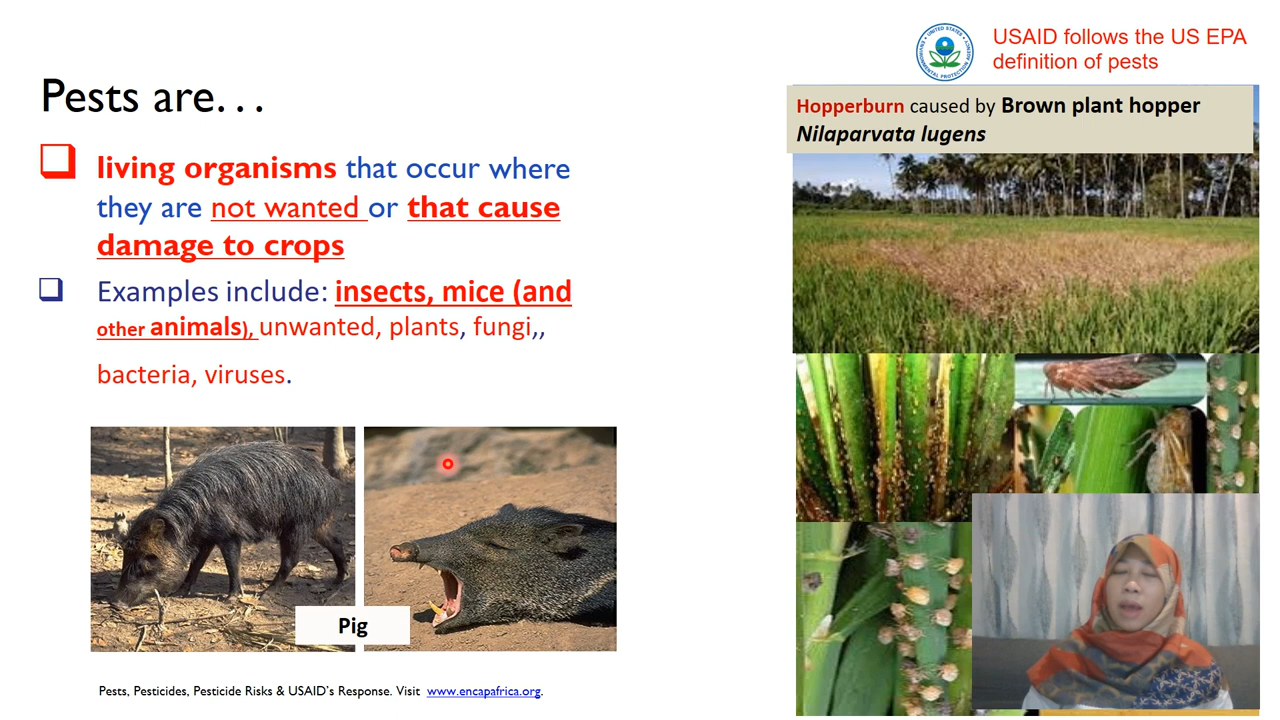 USAID follows the US EPA
definition of pests
Pests are. . .
Hopperburn caused by Brown plant hopper
Nilaparvata lugens
❑ living organisms that occur where
they are not wanted or that cause
damage to crops
❑ Examples include: insects, mice (and
other animals), unwanted, plants, fungi,,
bacteria, viruses.
Pig
Pests, Pesticides, Pesticide Risks & USAID's Response. Visit www.encapafrica.org.